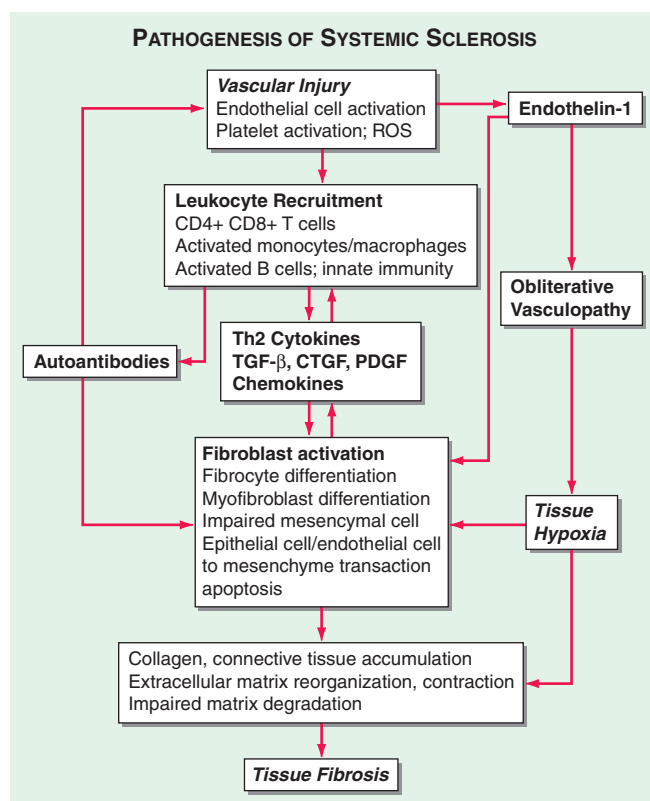 PATHOGENESIS OF SYSTEMIC SCLEROSIS
Vascular Injury
Endothelial cell activation
Platelet activation; ROS
Endothelin-1
Leukocyte Recruitment
CD4+ CD8+ T cells
Activated monocytes/macrophages
Activated B cells; innate immunity
Obliterative
Vasculopathy
Th2 Cytokines
TGF-β, CTGF, PDGF
Chemokines
Autoantibodies
Fibroblast activation
Fibrocyte differentiation
Myofibroblast differentiation
Impaired mesencymal cell
Epithelial cell/endothelial cell
to mesenchyme transaction
apoptosis
Tissue
Hypoxia
Collagen, connective tissue accumulation
Extracellular matrix reorganization, contraction
Impaired matrix degradation
Tissue Fibrosis